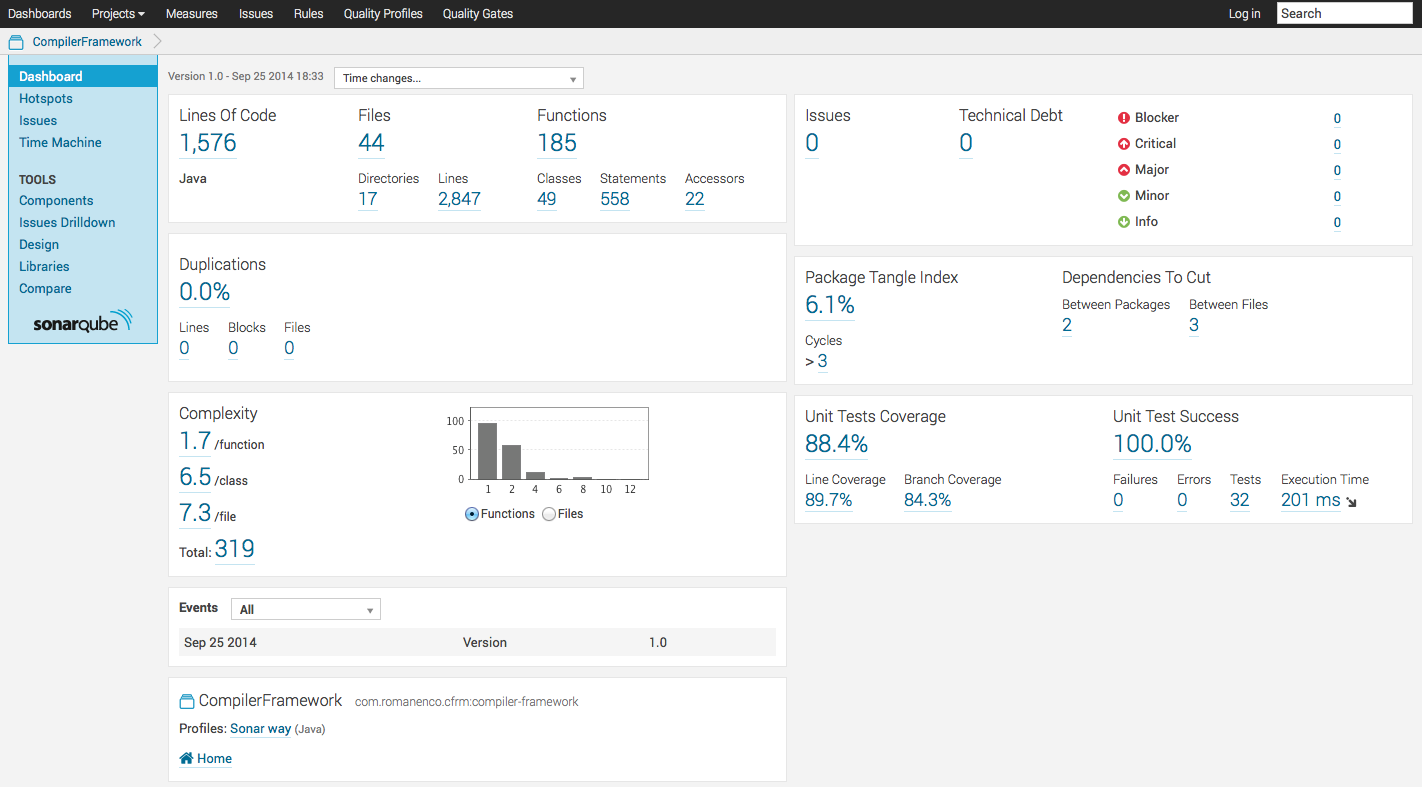 Dashboards Projects Measures Issues Rules Quality Profiles Quality Gates Log in Search
CompilerFramework
Dashboard
Hotspots
Issues
Time Machine
TOOLS
Components
Issues Drilldown
Design
Libraries
Compare
sonarqube
Version 1.0 - Sep 25 2014 18:33 Time changes...
Lines Of Code Files Functions
1,576 44 185
Java Directories Lines Classes Statements Accessors
17 2,847 49 558 22
Duplications
0.0%
Lines Blocks Files
0 0 0
Complexity
1.7 /function
6.5 /class
7.3 /file
Total: 319
100
50
0
1 2 4 6 8 10 12
Functions Files
Events All
Sep 25 2014 Version 1.0
CompilerFramework com.romanenco.cfrm:compiler-framework
Profiles: Sonar way (Java)
Home
Issues Technical Debt
0 0
Blocker 0
Critical 0
Major 0
Minor 0
Info 0
Package Tangle Index Dependencies To Cut
6.1% Between Packages Between Files
2 3
Cycles
> 3
Unit Tests Coverage Unit Test Success
88.4% 100.0%
Line Coverage Branch Coverage Failures Errors Tests Execution Time
89.7% 84.3% 0 0 32 201 ms